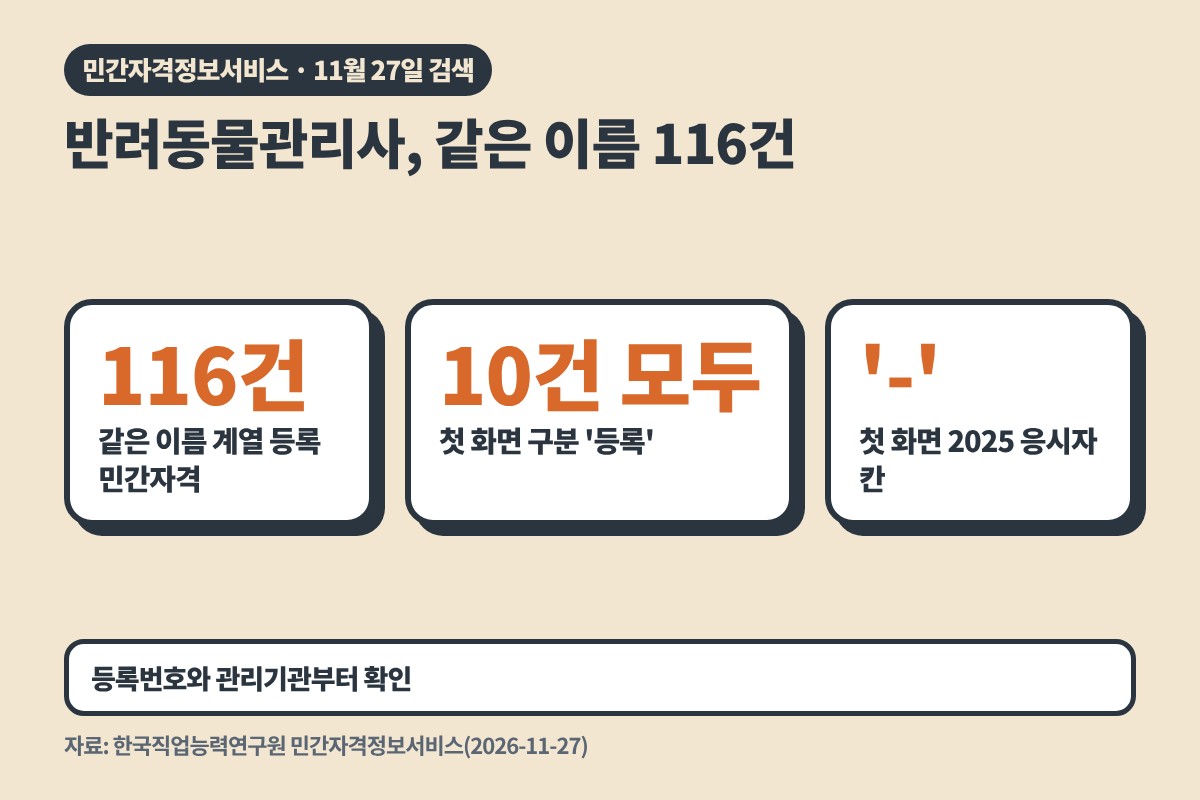 민간자격정보서비스 · 11월 27일 검색
반려동물관리사, 같은 이름 116건
116건
같은 이름 계열 등록
민간자격
10건 모두
첫 화면 구분 '등록'
'-'
첫 화면 2025 응시자
칸
등록번호와 관리기관부터 확인
자료: 한국직업능력연구원 민간자격정보서비스(2026-11-27)